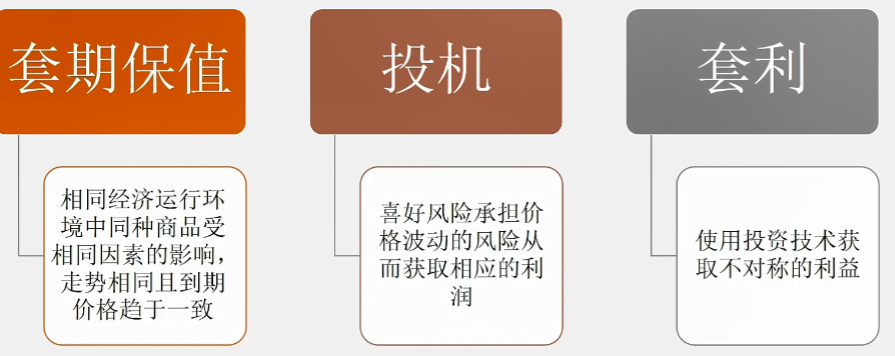 套期保值
相同经济运行环
境中同种商品受
相同因素的影响，
走势相同且到期
价格趋于一致
投机
喜好风险承担价
格波动的风险从
而获取相应的利
润
套利
使用投资技术获
取不对称的利益